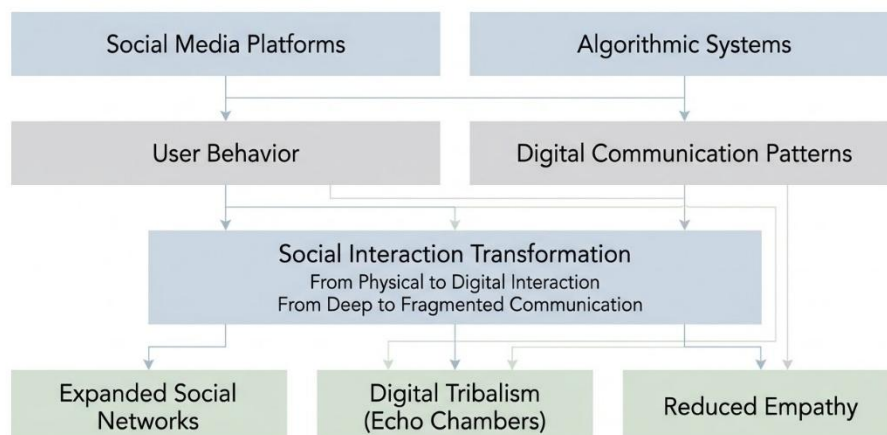 Social Media Platforms
Algorithmic Systems
User Behavior
Digital Communication Patterns
Social Interaction Transformation
From Physical to Digital Interaction
From Deep to Fragmented Communication
Expanded Social
Networks
Digital Tribalism
(Echo Chambers)
Reduced Empathy